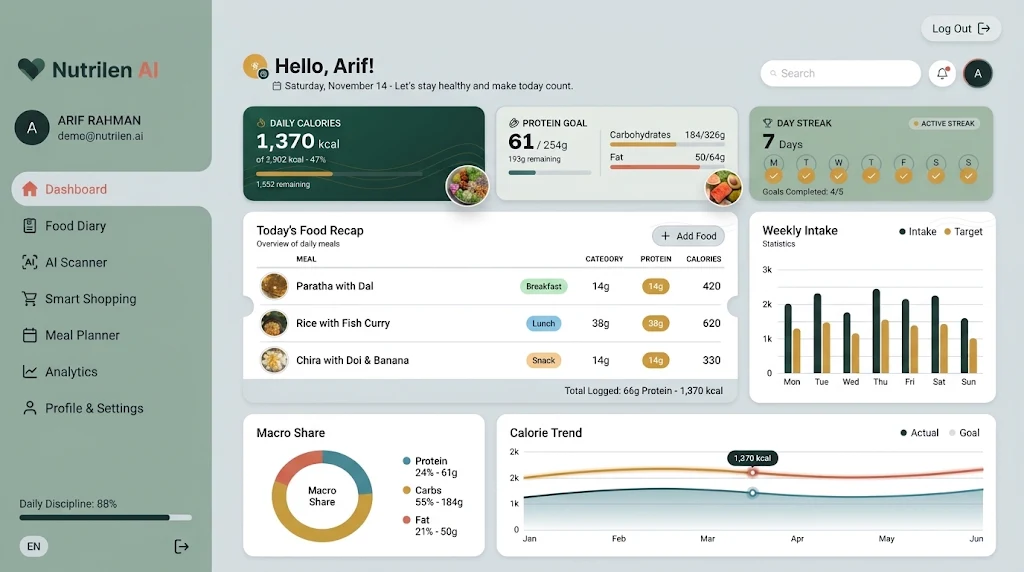 Nutrilen AI
A
ARIF RAHMAN
demo@nutrilen.ai
Dashboard
Food Diary
AI
AI Scanner
Smart Shopping
Meal Planner
Analytics
Profile & Settings
Daily Discipline: 88%
EN
Log Out
Hello, Arif!
Saturday, November 14 - Let's stay healthy and make today count.
Search
A
DAILY CALORIES
1,370 kcal
of 2,902 kcal - 47%
1,552 remaining
PROTEIN GOAL
61 / 254g
193g remaining
Carbohydrates 184/326g
Fat 50/64g
DAY STREAK
ACTIVE STREAK
7 Days
M T W T F S S
Goals Completed: 4/5
Today's Food Recap
Overview of daily meals
Add Food
MEAL CATEGORY PROTEIN CALORIES
Paratha with Dal Breakfast 14g 14g 420
Rice with Fish Curry Lunch 38g 38g 620
Chira with Doi & Banana Snack 14g 14g 330
Total Logged: 66g Protein - 1,370 kcal
Weekly Intake
Statistics
Intake Target
3k
2k
1k
0
Mon Tue Wed Thu Fri Sat Sun
Macro Share
Macro
Share
Protein
24% - 61g
Carbs
55% - 184g
Fat
21% - 50g
Calorie Trend
Actual Goal
1,370 kcal
2k
2k
1k
0
Jan Feb Mar Apr May Jun